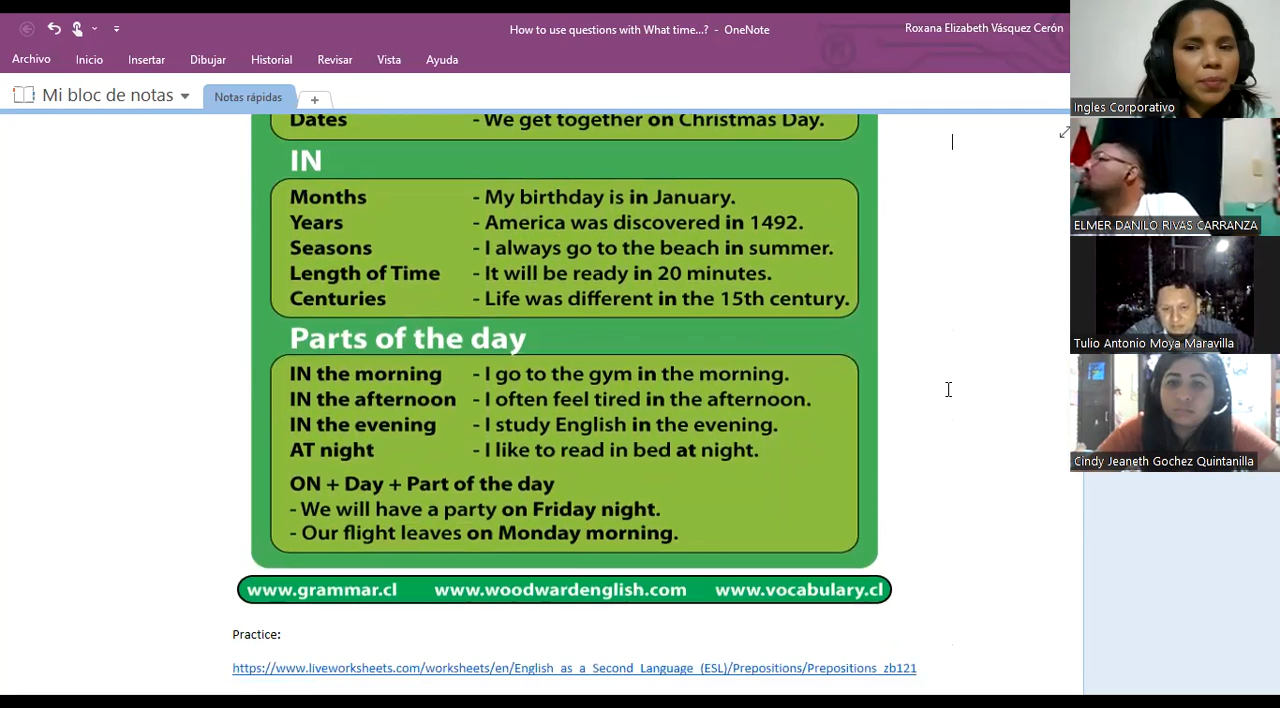 How to use questions with What time...? - OneNote
Roxana Elizabeth Vásquez Cerón
Archivo Inicio Insertar Dibujar Historial Revisar Vista Ayuda
Mi bloc de notas Notas rápidas
Dates - We get together on Christmas Day.
IN
Months - My birthday is in January.
Years - America was discovered in 1492.
Seasons - I always go to the beach in summer.
Length of Time - It will be ready in 20 minutes.
Centuries - Life was different in the 15th century.
Parts of the day
IN the morning - I go to the gym in the morning.
IN the afternoon - I often feel tired in the afternoon.
IN the evening - I study English in the evening.
AT night - I like to read in bed at night.
ON + Day + Part of the day
- We will have a party on Friday night.
- Our flight leaves on Monday morning.
www.grammar.cl www.woodwardenglish.com www.vocabulary.cl
Practice:
https://www.liveworksheets.com/worksheets/en/English_as_a_Second_Language_(ESL)/Prepositions/Prepositions_zb121
Ingles Corporativo
ELMER DANILO RIVAS CARRANZA
Tulio Antonio Moya Maravilla
Cindy Jeaneth Gochez Quintanilla